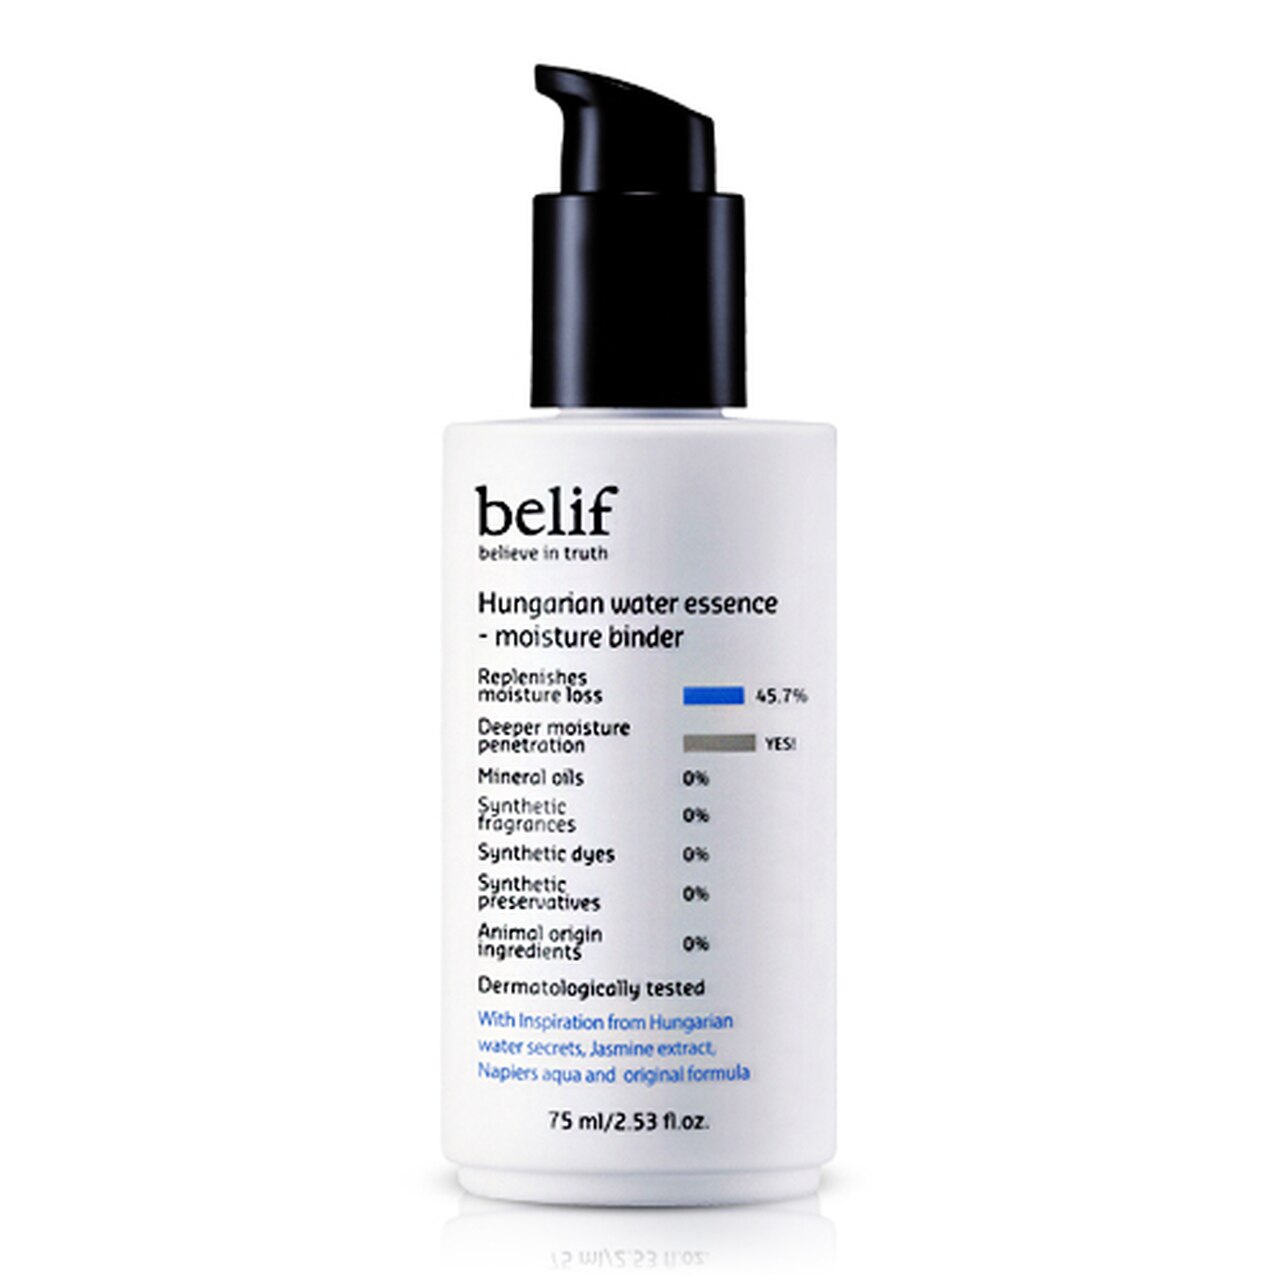 belif
believe in truth
Hungarian water essence
- moisture binder
Replenishes
moisture loss 45.7%
Deeper moisture
penetration YES!
Mineral oils 0%
Synthetic
fragrances 0%
Synthetic dyes 0%
Synthetic
preservatives 0%
Animal origin
ingredients 0%
Dermatologically tested
With Inspiration from Hungarian
water secrets, Jasmine extract,
Napiers aqua and original formula
75 ml/2.53 fl.oz.